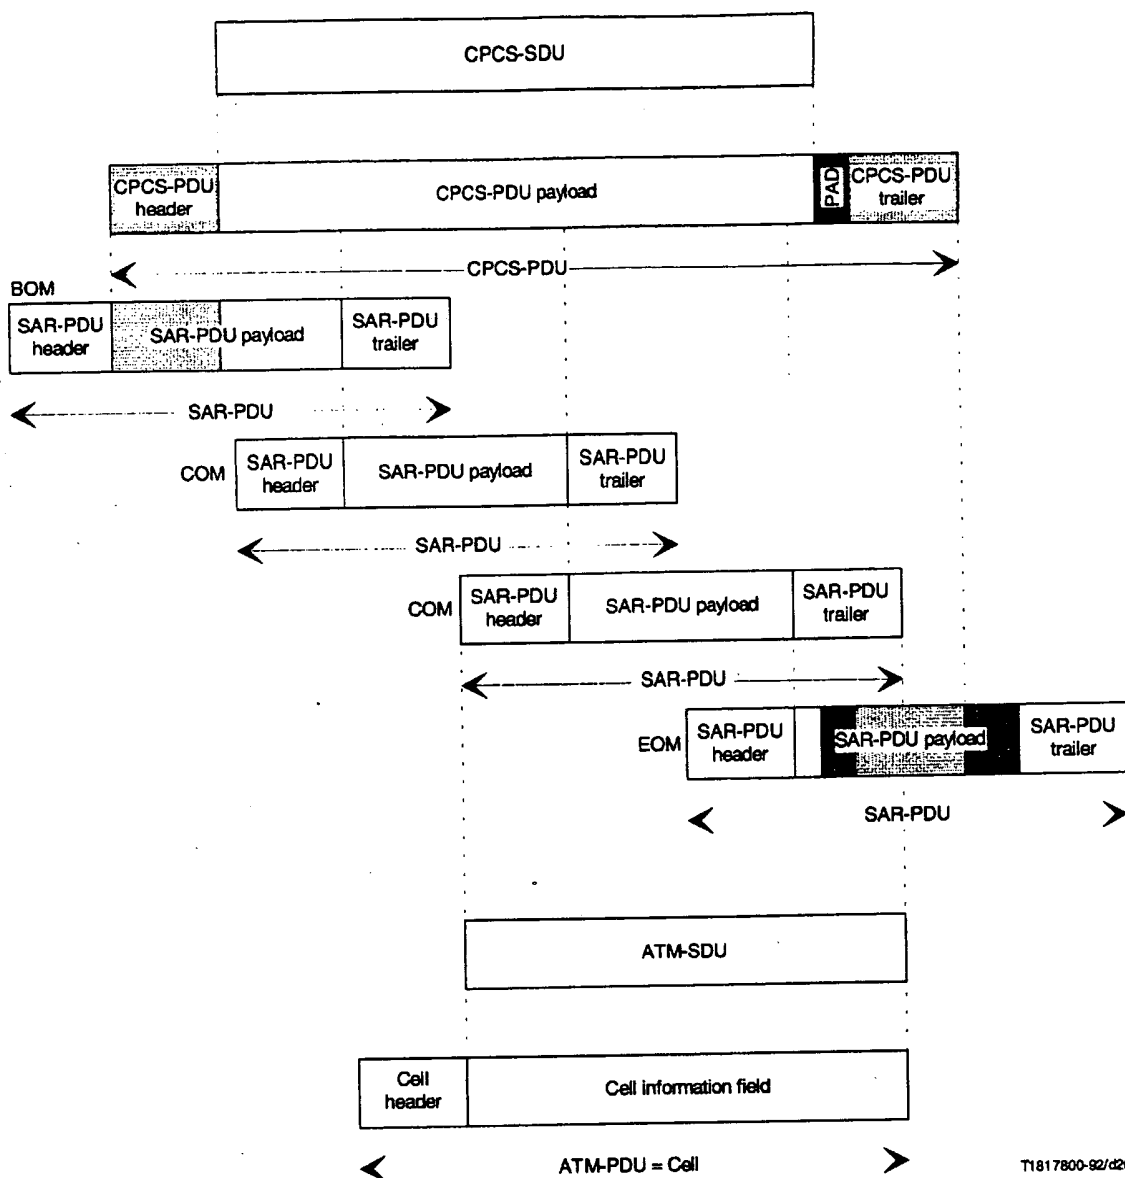 CPCS-SDU
CPCS-PDU
header
CPCS-PDU payload
PAD
CPCS-PDU
trailer
CPCS-PDU
BOM
SAR-PDU
header
SAR-PDU payload
SAR-PDU
trailer
SAR-PDU
COM
SAR-PDU
header
SAR-PDU payload
SAR-PDU
trailer
SAR-PDU
COM
SAR-PDU
header
SAR-PDU payload
SAR-PDU
trailer
SAR-PDU
EOM
SAR-PDU
header
SAR-PDU payload
SAR-PDU
trailer
SAR-PDU
ATM-SDU
Cell
header
Cell information field
ATM-PDU = Cell